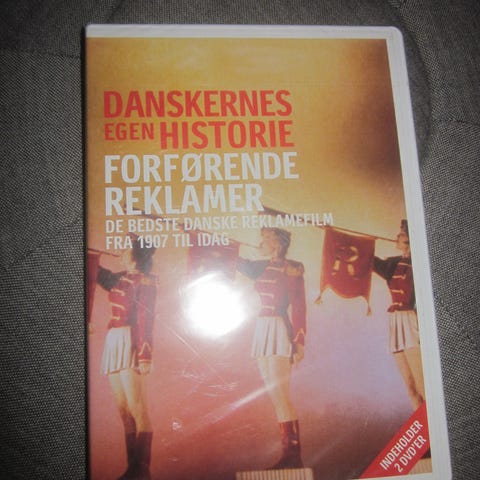 DANSKERNES
EGEN HISTORIE
FORFØRENDE
REKLAMER
DE BEDSTE DANSKE REKLAMEFILM
FRA 1907 TIL IDAG
R
INDEHOLDER
2 DVD'ER